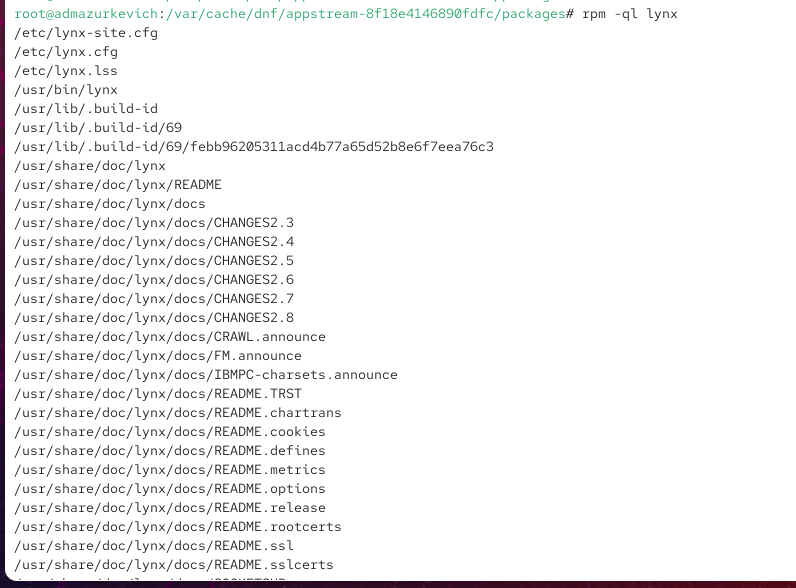 root@admazurkevich:/var/cache/dnf/appstream-8f18e4146890fdfc/packages# rpm -ql lynx
/etc/lynx-site.cfg
/etc/lynx.cfg
/etc/lynx.lss
/usr/bin/lynx
/usr/lib/.build-id
/usr/lib/.build-id/69
/usr/lib/.build-id/69/febb96205311acd4b77a65d52b8e6f7eea76c3
/usr/share/doc/lynx
/usr/share/doc/lynx/README
/usr/share/doc/lynx/docs
/usr/share/doc/lynx/docs/CHANGES2.3
/usr/share/doc/lynx/docs/CHANGES2.4
/usr/share/doc/lynx/docs/CHANGES2.5
/usr/share/doc/lynx/docs/CHANGES2.6
/usr/share/doc/lynx/docs/CHANGES2.7
/usr/share/doc/lynx/docs/CHANGES2.8
/usr/share/doc/lynx/docs/CRAWL.announce
/usr/share/doc/lynx/docs/FM.announce
/usr/share/doc/lynx/docs/IBMPC-charsets.announce
/usr/share/doc/lynx/docs/README.TRST
/usr/share/doc/lynx/docs/README.chartrans
/usr/share/doc/lynx/docs/README.cookies
/usr/share/doc/lynx/docs/README.defines
/usr/share/doc/lynx/docs/README.metrics
/usr/share/doc/lynx/docs/README.options
/usr/share/doc/lynx/docs/README.release
/usr/share/doc/lynx/docs/README.rootcerts
/usr/share/doc/lynx/docs/README.ssl
/usr/share/doc/lynx/docs/README.sslcerts